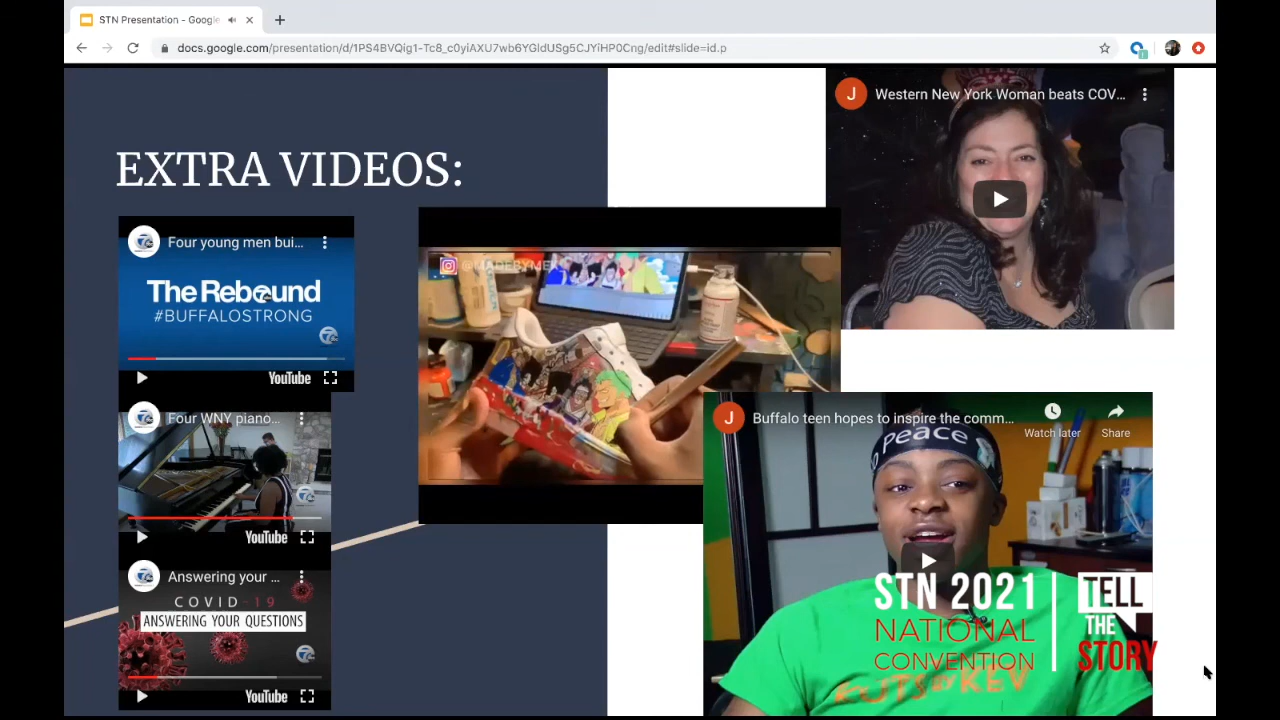 STN Presentation - Google
docs.google.com/presentation/d/1PS4BVQig1-Tc8_c0yiAXU7wb6YGldUSg5CJYiHP0Cng/edit#slide=id.p
EXTRA VIDEOS:
Four young men bui...
The Rebound
#BUFFALOSTRONG
YouTube
Four WNY piano...
YouTube
Answering your ...
COVID-19
ANSWERING YOUR QUESTIONS
YouTube
J
Western New York Woman beats COV...
J
Buffalo teen hopes to inspire the comm...
Watch later
Share
Peace
STN 2021
NATIONAL
CONVENTION
TELL
THE
STORY
KUTS BY KEV